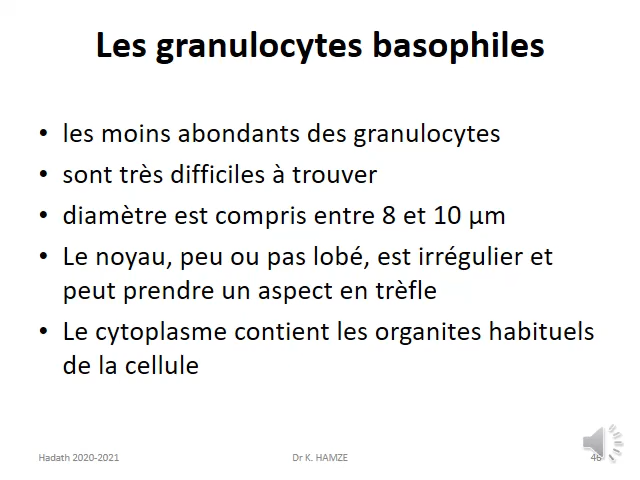 Les granulocytes basophiles
• les moins abondants des granulocytes
• sont très difficiles à trouver
• diamètre est compris entre 8 et 10 µm
• Le noyau, peu ou pas lobé, est irrégulier et
peut prendre un aspect en trèfle
• Le cytoplasme contient les organites habituels
de la cellule
Hadath 2020-2021
Dr K. HAMZE